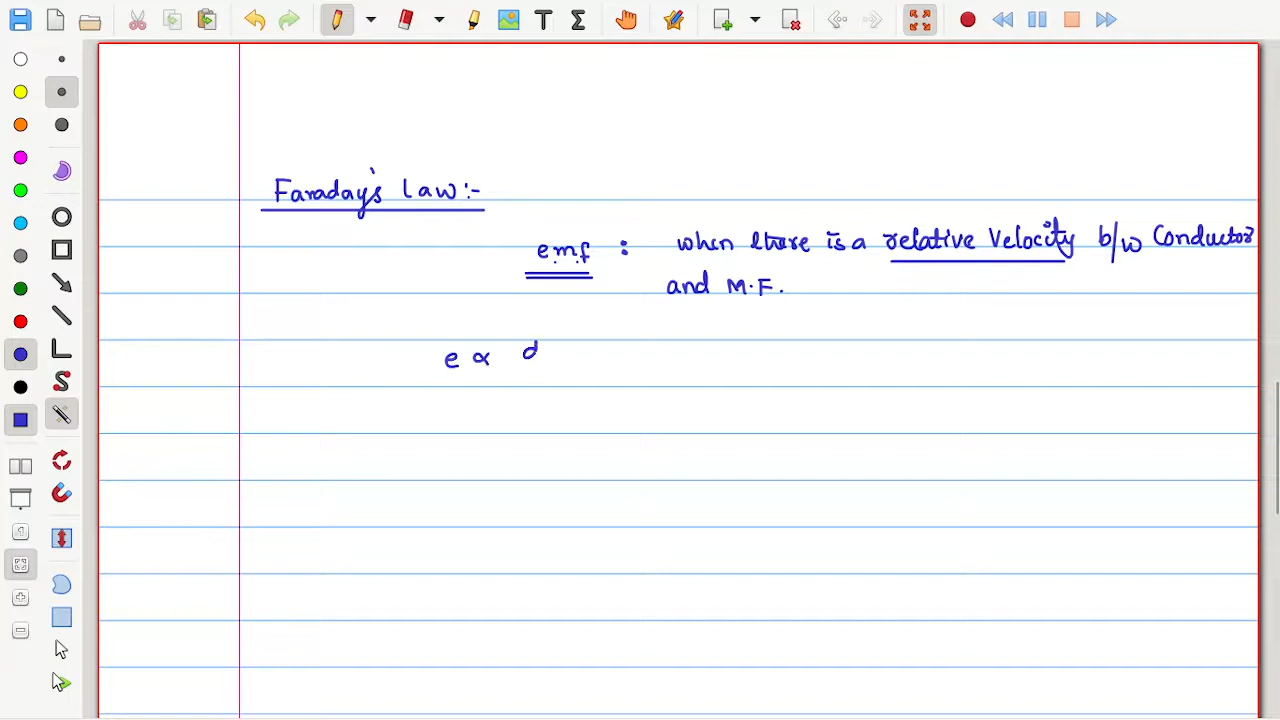 Faraday's Law :-
emf : when there is a relative velocity b/w Conductor
and M.F.
e ∝ d